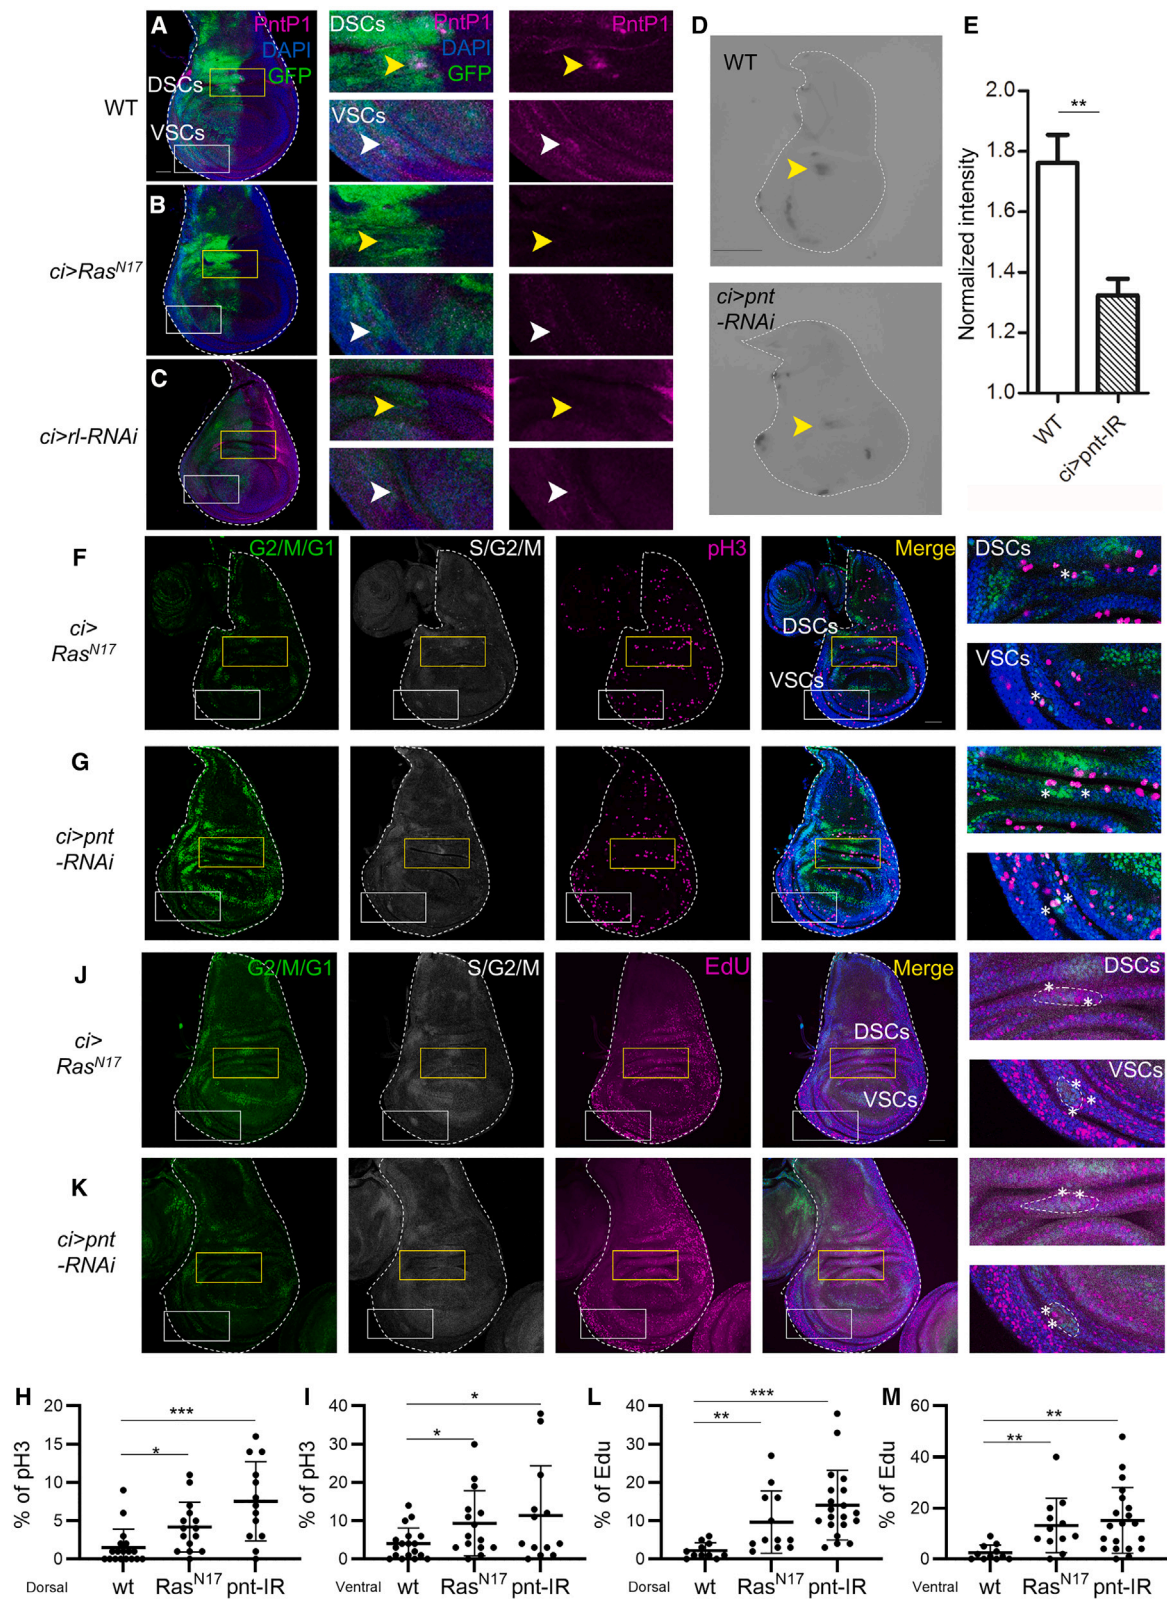 A
PntP1
DAPI
GFP
DSCs
VSCs
WT
DSCs
PntP1
DAPI
GFP
VSCs
PntP1
B
ci>RasN17
C
ci>rl-RNAi
D
WT
ci>pnt
-RNAi
E
Normalized intensity
2.0
1.8
1.6
1.4
1.2
1.0
**
WT
ci>pnt-IR
F
ci>
RasN17
G2/M/G1
S/G2/M
pH3
Merge
DSCs
VSCs
DSCs
*
VSCs
*
G
ci>pnt
-RNAi
* *
* *
J
ci>
RasN17
G2/M/G1
S/G2/M
EdU
Merge
DSCs
VSCs
DSCs
* *
VSCs
* * *
K
ci>pnt
-RNAi
* *
* *
H
% of pH3
20
15
10
5
0
***
*
Dorsal
wt
RasN17
pnt-IR
I
% of pH3
40
30
20
10
0
*
*
Ventral
wt
RasN17
pnt-IR
L
% of Edu
40
30
20
10
0
***
**
Dorsal
wt
RasN17
pnt-IR
M
% of Edu
60
40
20
0
**
**
Ventral
wt
RasN17
pnt-IR